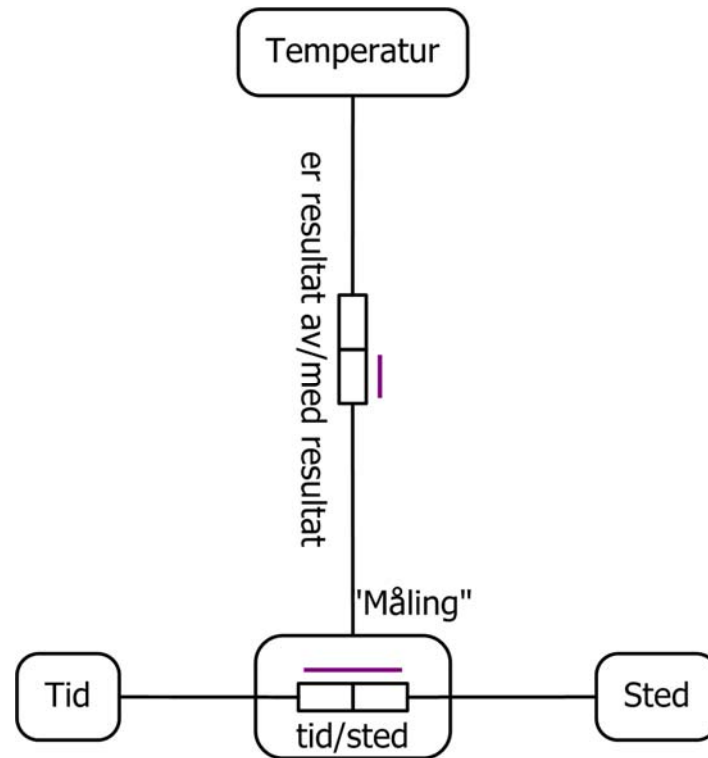 Temperatur
er resultat av/med resultat
'Måling"
Tid
tid/sted
Sted